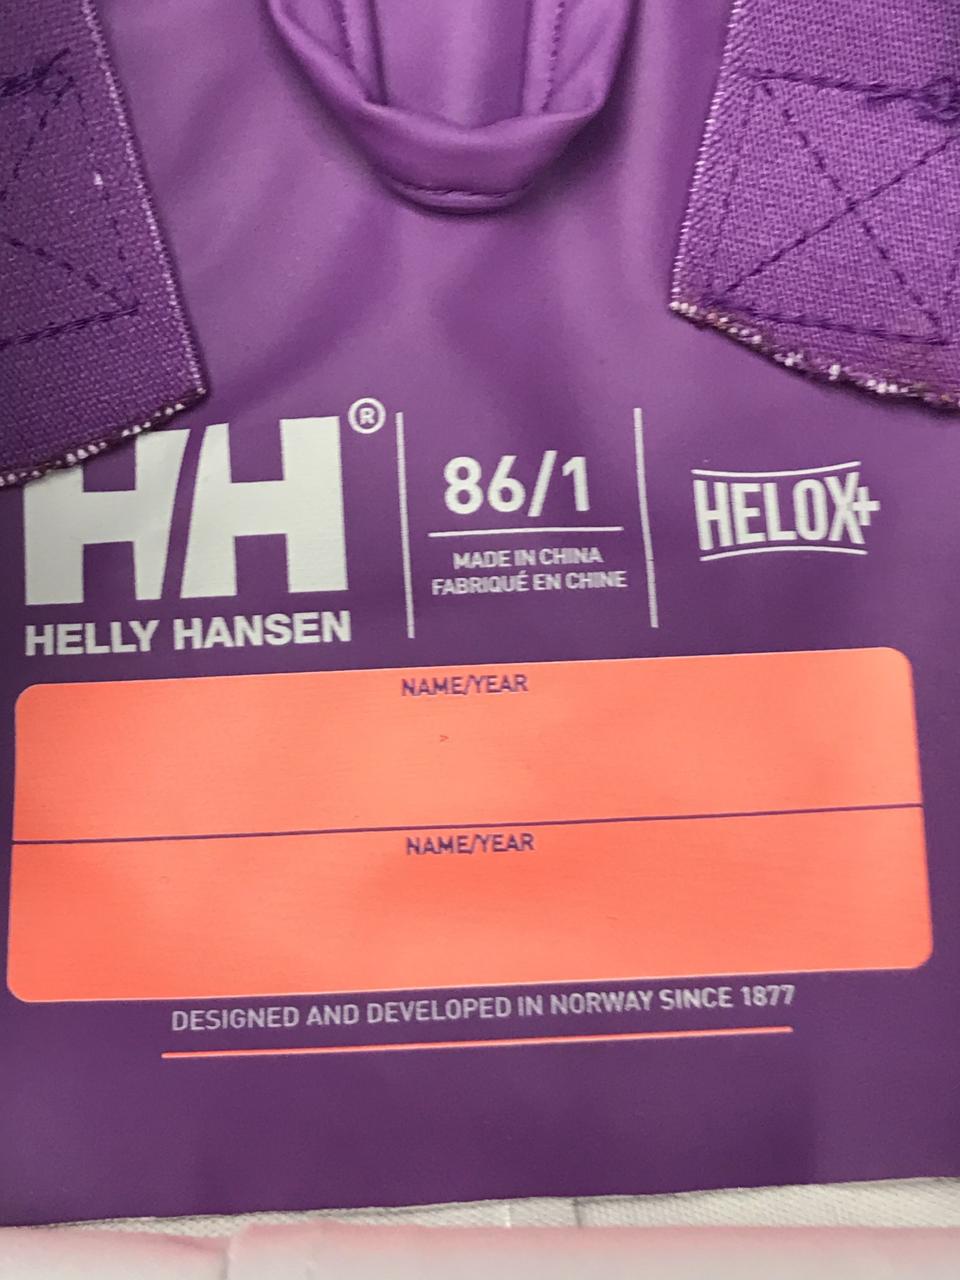 HH®
HELLY HANSEN
86/1
MADE IN CHINA
FABRIQUÉ EN CHINE
HELOX+
NAME/YEAR
NAME/YEAR
DESIGNED AND DEVELOPED IN NORWAY SINCE 1877